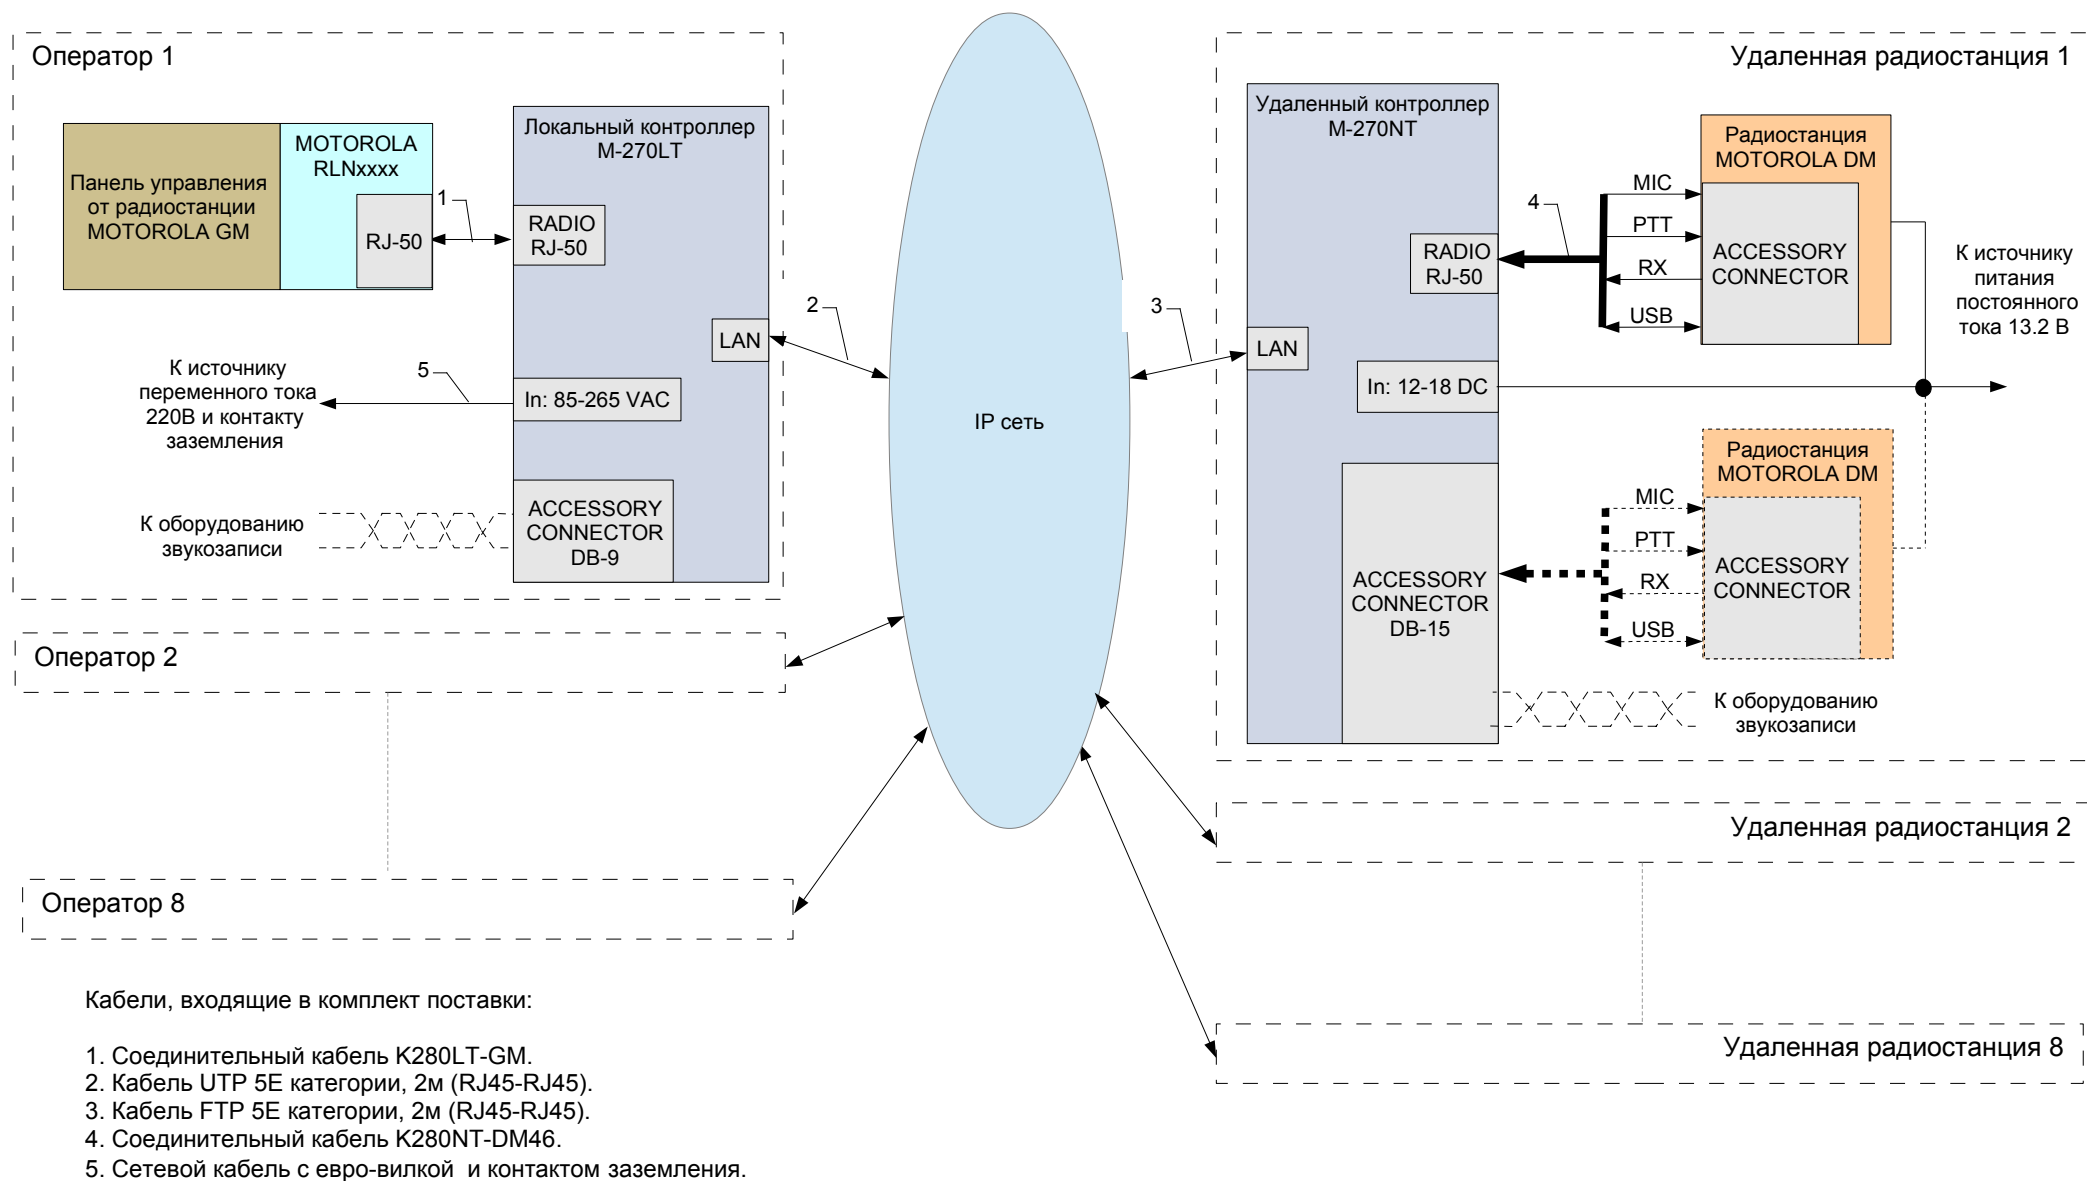 Оператор 1
Панель управления
от радиостанции
MOTOROLA GM
MOTOROLA
RLNxxxx
RJ-50
1
Локальный контроллер
M-270LT
RADIO
RJ-50
LAN
In: 85-265 VAC
5
К источнику
переменного тока
220В и контакту
заземления
К оборудованию
звукозаписи
ACCESSORY
CONNECTOR
DB-9
2
Оператор 2
Оператор 8
IP сеть
3
Удаленная радиостанция 1
Удаленный контроллер
M-270NT
RADIO
RJ-50
LAN
In: 12-18 DC
ACCESSORY
CONNECTOR
DB-15
4
MIC
PTT
RX
USB
Радиостанция
MOTOROLA DM
ACCESSORY
CONNECTOR
К источнику
питания
постоянного
тока 13.2 В
MIC
PTT
RX
USB
Радиостанция
MOTOROLA DM
ACCESSORY
CONNECTOR
К оборудованию
звукозаписи
Удаленная радиостанция 2
Удаленная радиостанция 8
Кабели, входящие в комплект поставки:
1. Соединительный кабель K280LT-GM.
2. Кабель UTP 5E категории, 2м (RJ45-RJ45).
3. Кабель FTP 5E категории, 2м (RJ45-RJ45).
4. Соединительный кабель K280NT-DM46.
5. Сетевой кабель с евро-вилкой и контактом заземления.